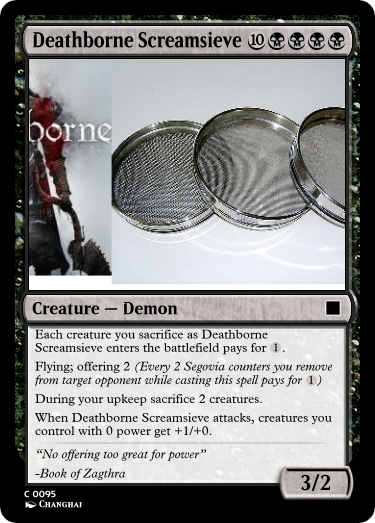 Deathborne Screamsieve 10
borne
Creature — Demon
Each creature you sacrifice as Deathborne
Screamsieve enters the battlefield pays for 1.
Flying; offering 2 (Every 2 Segovia counters you remove
from target opponent while casting this spell pays for 1)
During your upkeep sacrifice 2 creatures.
When Deathborne Screamsieve attacks, creatures you
control with 0 power get +1/+0.
“No offering too great for power”
-Book of Zagthra
3/2
C 0095
Changhai